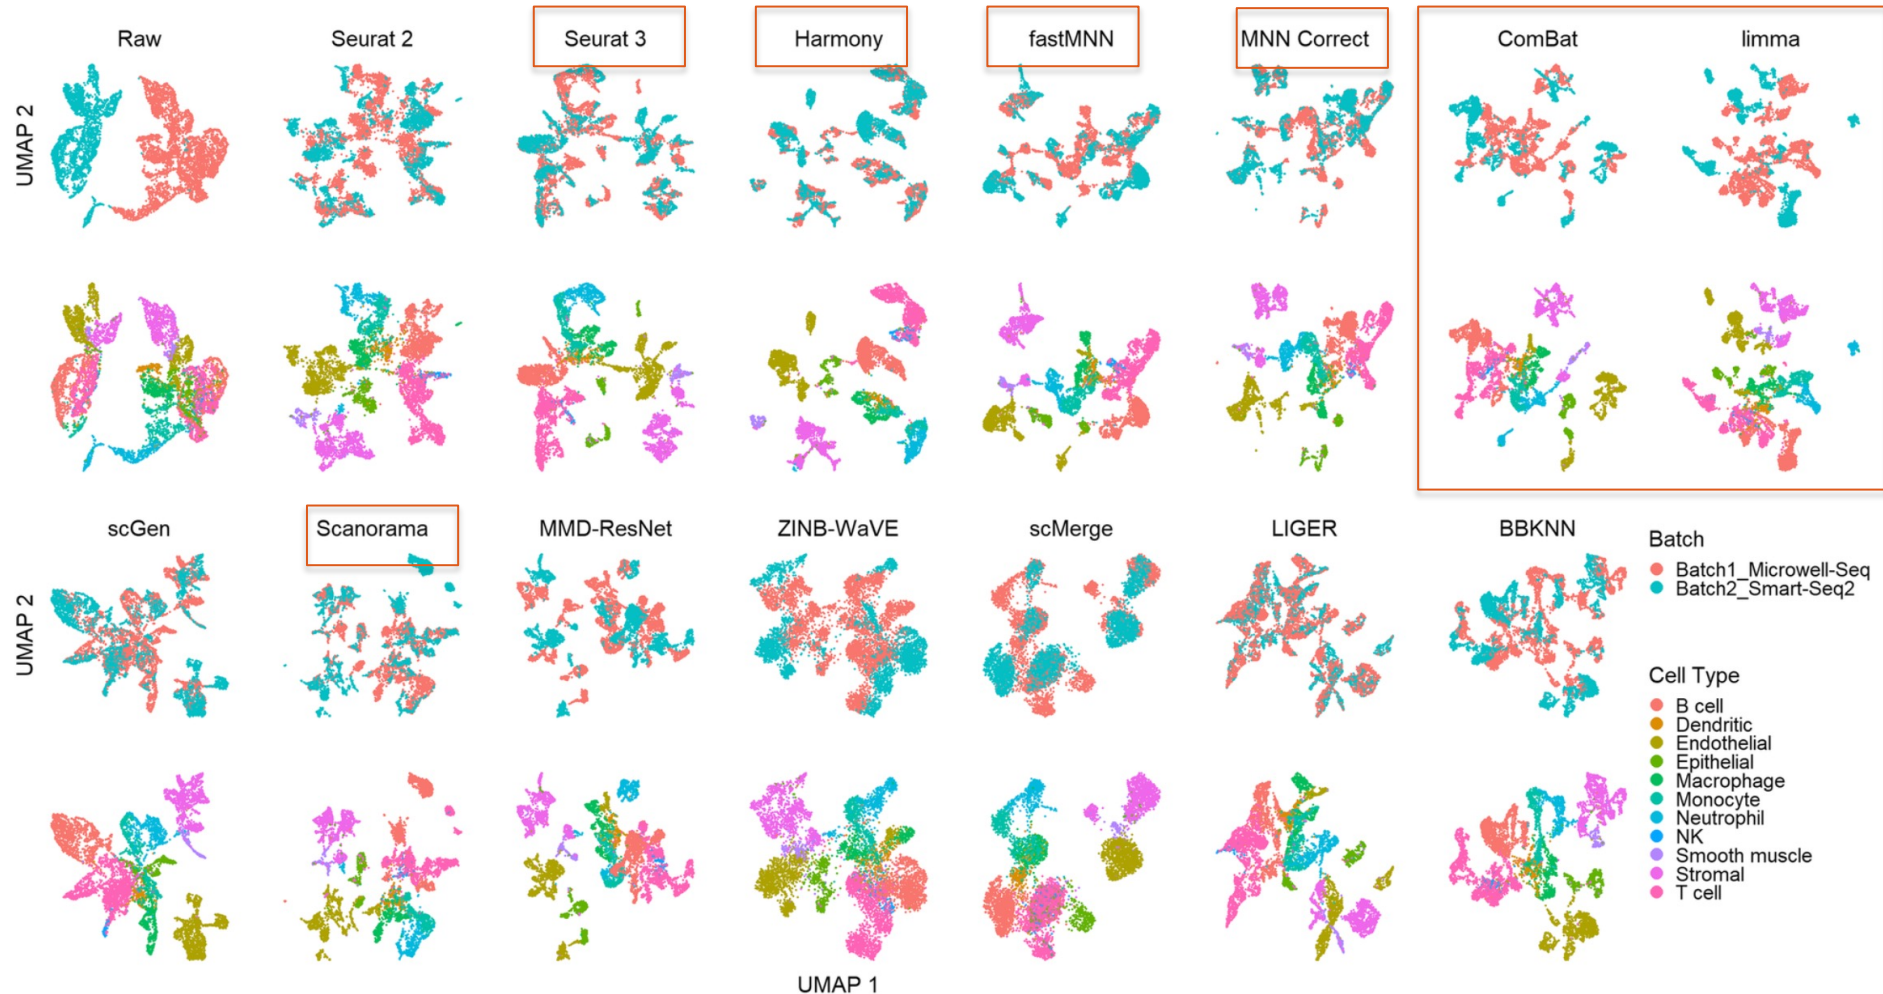 Raw
Seurat 2
Seurat 3
Harmony
fastMNN
MNN Correct
ComBat
limma
UMAP 2
scGen
Scanorama
MMD-ResNet
ZINB-WaVE
scMerge
LIGER
BBKNN
UMAP 2
Batch
Batch1_Microwell-Seq
Batch2_Smart-Seq2
Cell Type
B cell
Dendritic
Endothelial
Epithelial
Macrophage
Monocyte
Neutrophil
NK
Smooth muscle
Stromal
T cell
UMAP 1